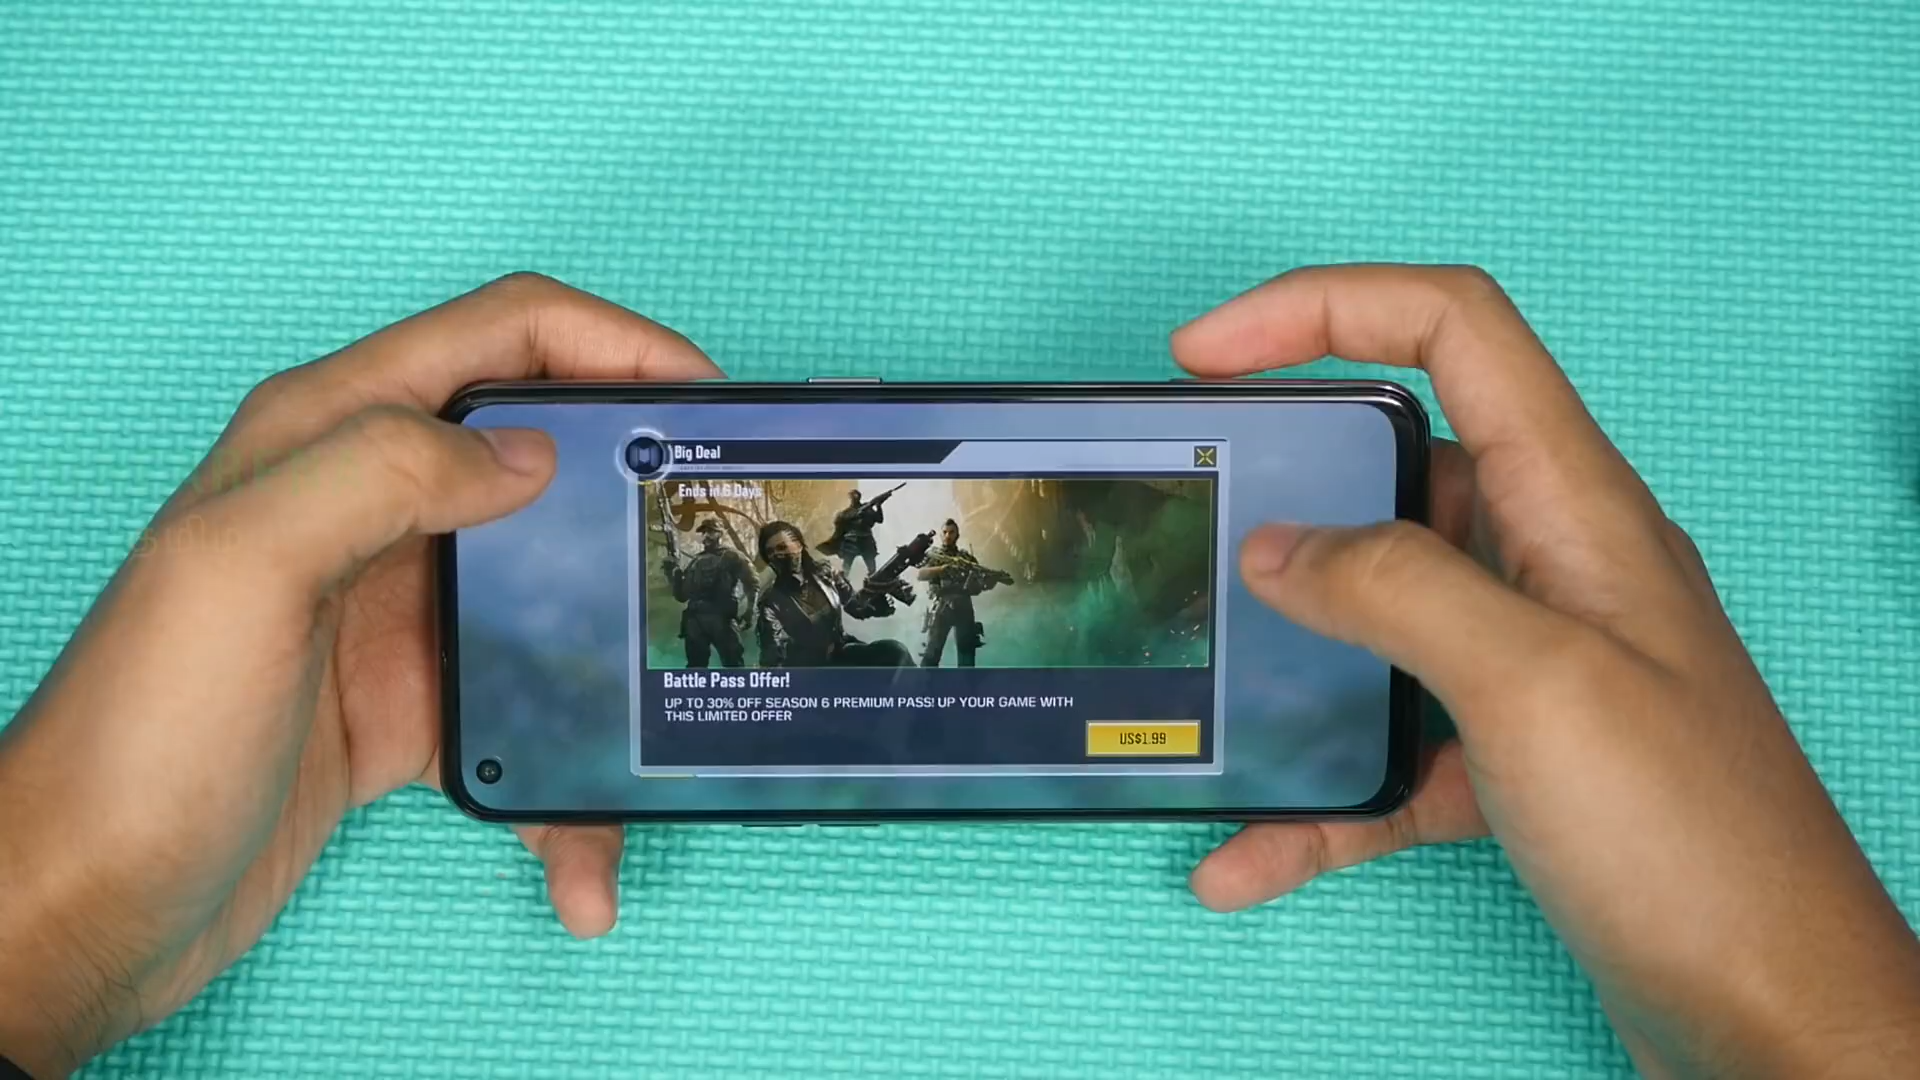 Big Deal
Ends in 6 Days
Battle Pass Offer!
UP TO 30% OFF SEASON 6 PREMIUM PASS! UP YOUR GAME WITH
THIS LIMITED OFFER
US$1.99